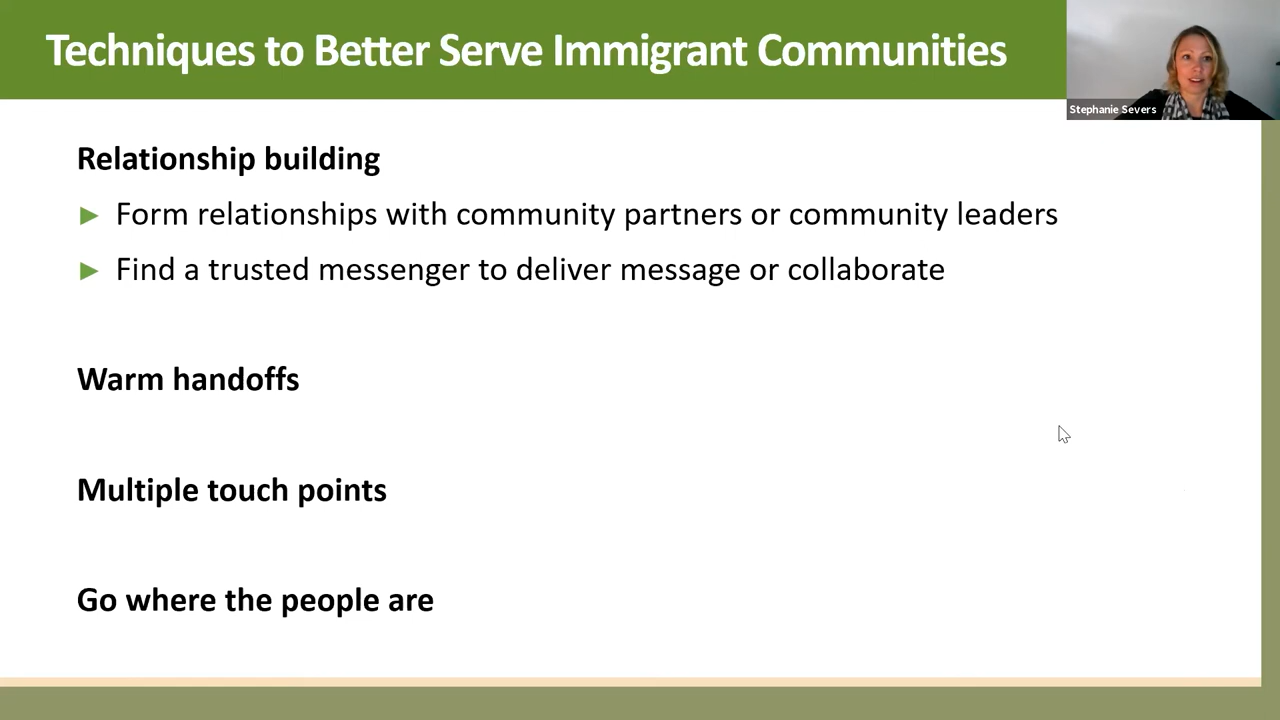 Techniques to Better Serve Immigrant Communities
Stephanie Severs
Relationship building
► Form relationships with community partners or community leaders
► Find a trusted messenger to deliver message or collaborate
Warm handoffs
Multiple touch points
Go where the people are